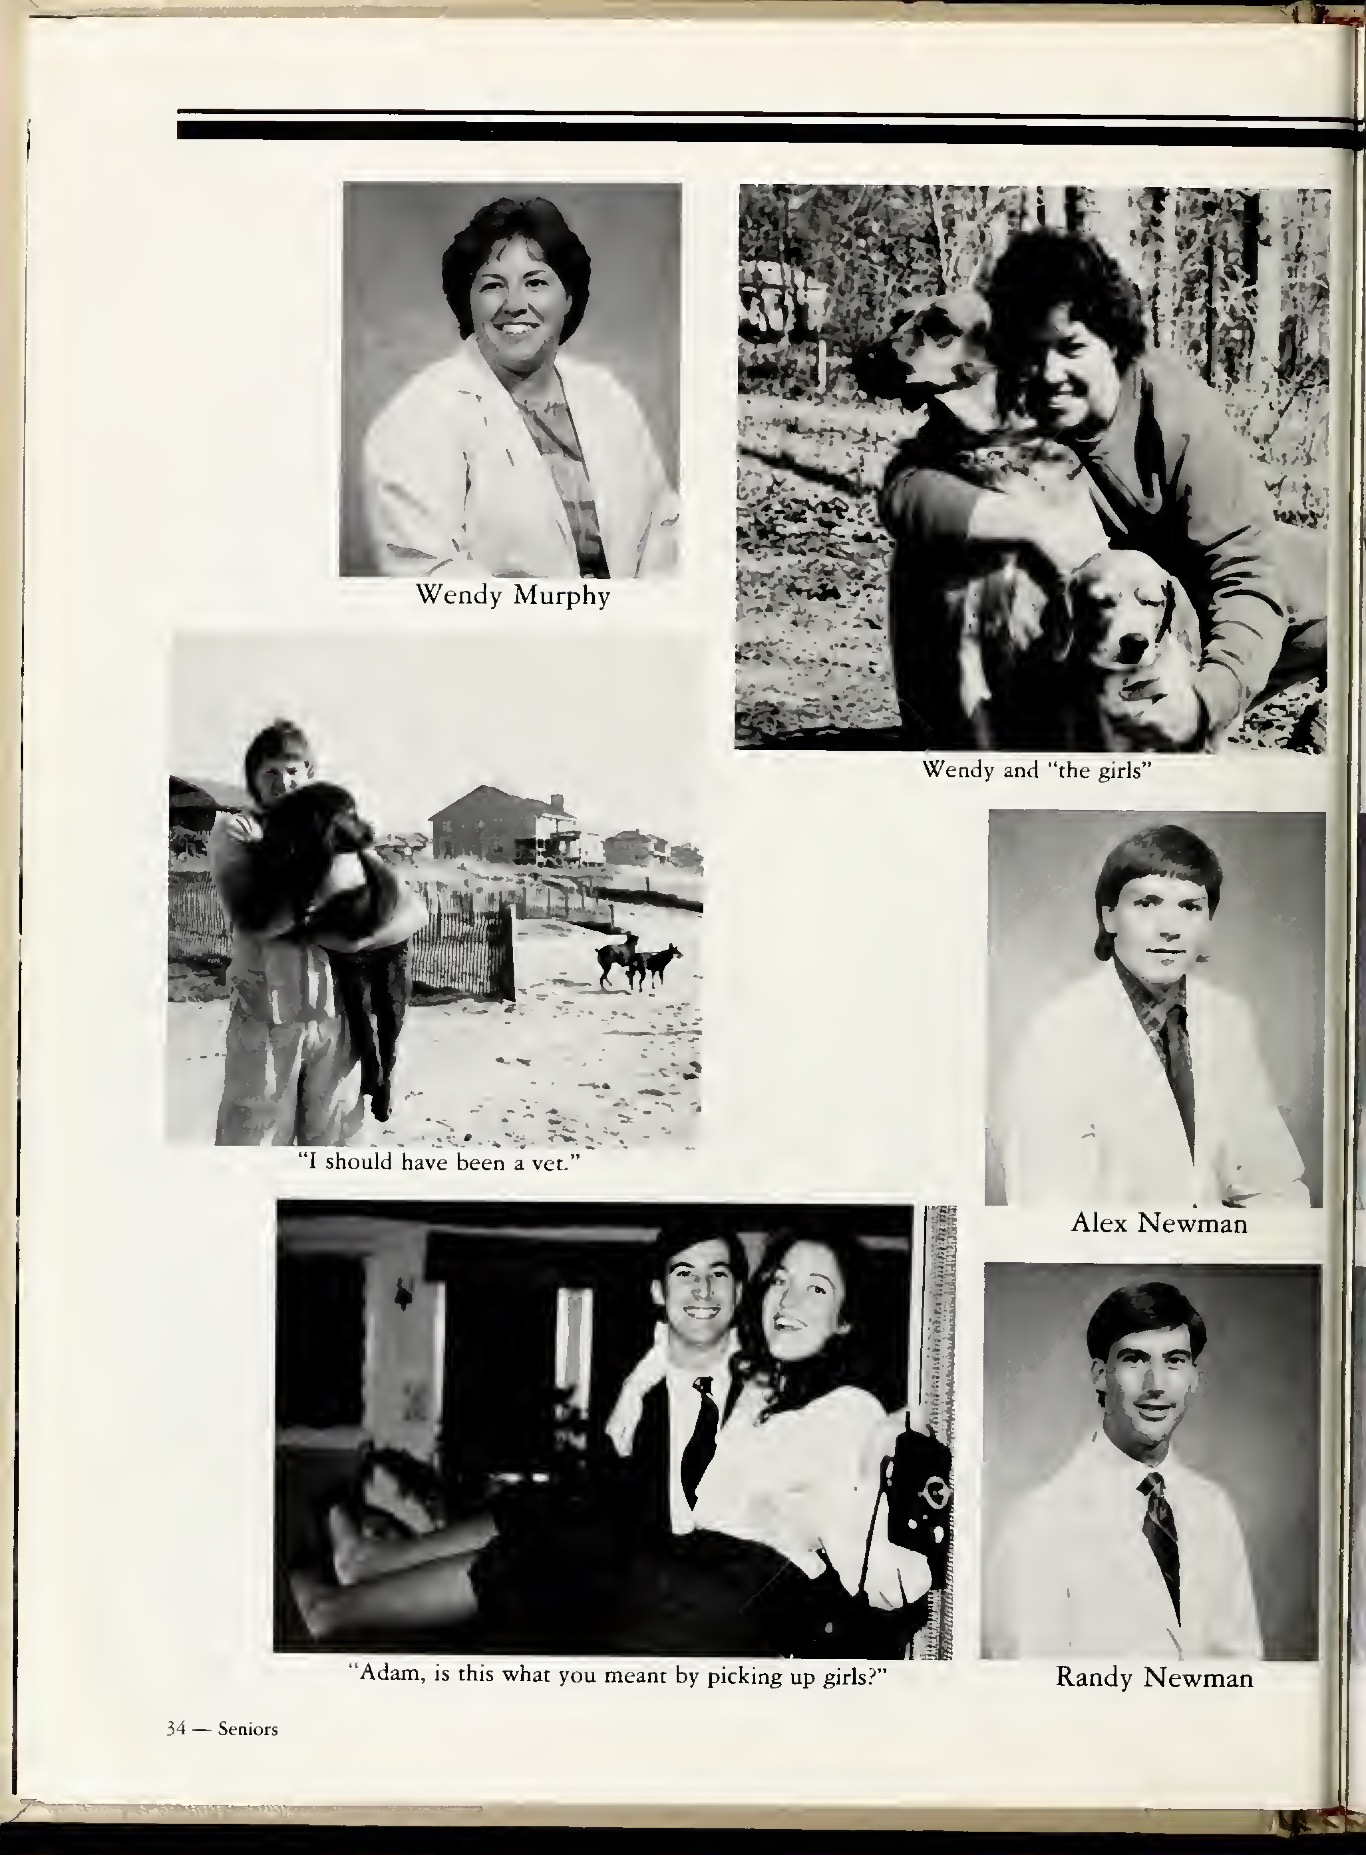 Wendy Murphy
Wendy and "the girls"
"I should have been a vet."
Alex Newman
"Adam, is this what you meant by picking up girls?"
Randy Newman
34 — Seniors